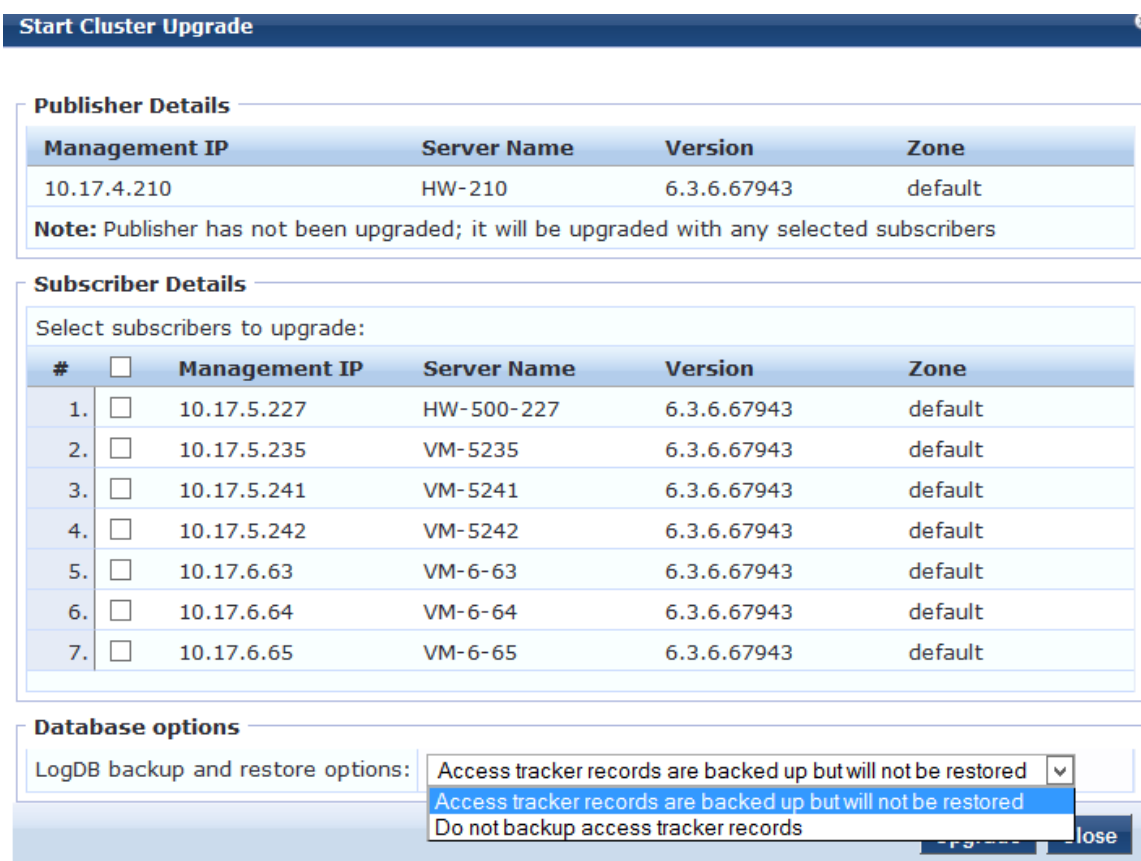 Start Cluster Upgrade
Publisher Details
Management IP Server Name Version Zone
10.17.4.210 HW-210 6.3.6.67943 default
Note: Publisher has not been upgraded; it will be upgraded with any selected subscribers
Subscriber Details
Select subscribers to upgrade:
# Management IP Server Name Version Zone
1. 10.17.5.227 HW-500-227 6.3.6.67943 default
2. 10.17.5.235 VM-5235 6.3.6.67943 default
3. 10.17.5.241 VM-5241 6.3.6.67943 default
4. 10.17.5.242 VM-5242 6.3.6.67943 default
5. 10.17.6.63 VM-6-63 6.3.6.67943 default
6. 10.17.6.64 VM-6-64 6.3.6.67943 default
7. 10.17.6.65 VM-6-65 6.3.6.67943 default
Database options
LogDB backup and restore options: Access tracker records are backed up but will not be restored
Access tracker records are backed up but will not be restored
Do not backup access tracker records
Close